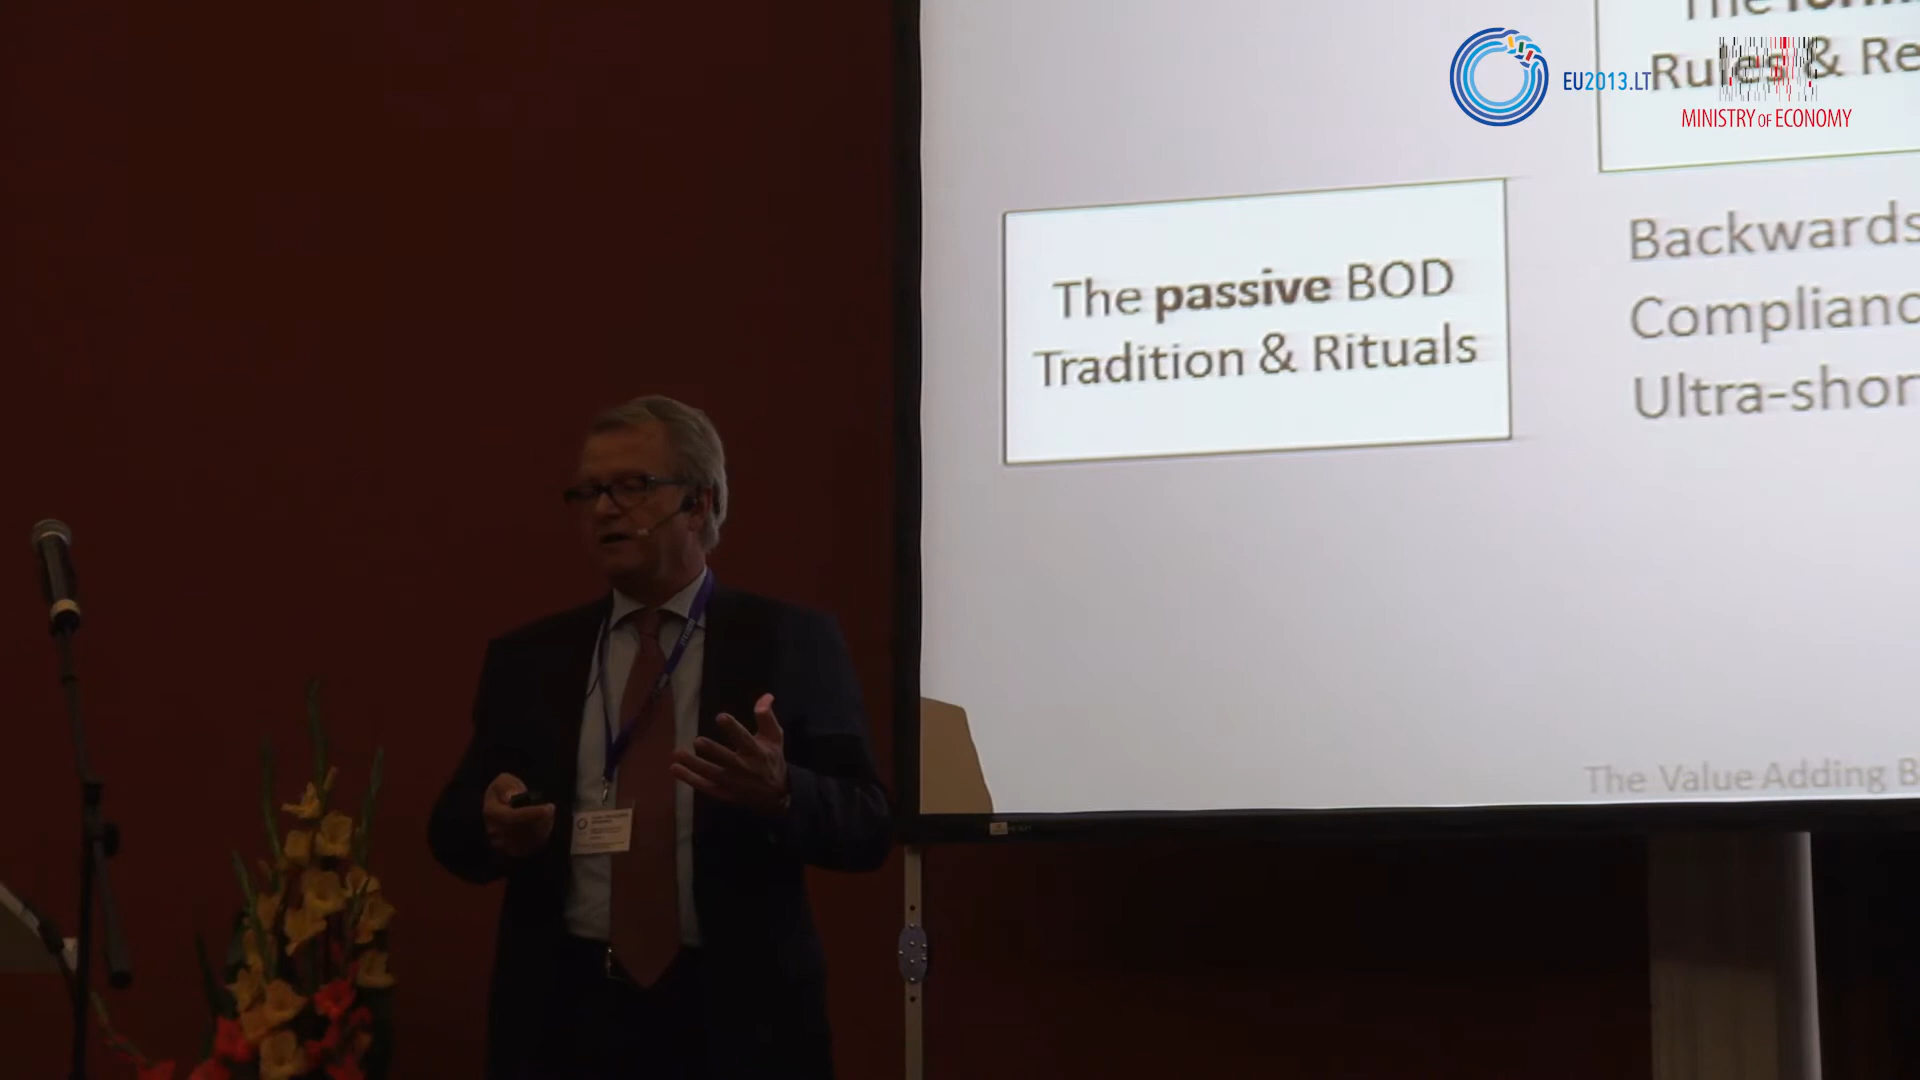 EU2013.LT
MINISTRY OF ECONOMY
The
Rules & Re
The passive BOD
Tradition & Rituals
Backwards
Complianc
Ultra-shor
The Value Adding B